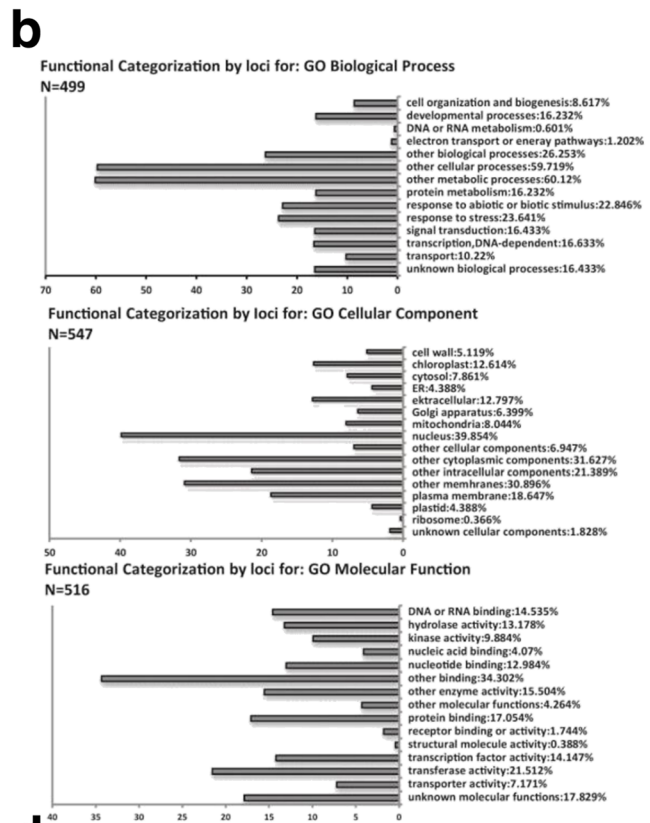 b
Functional Categorization by loci for: GO Biological Process
N=499
cell organization and biogenesis:8.617%
developmental processes:16.232%
DNA or RNA metabolism:0.601%
electron transport or eneray pathways:1.202%
other biological processes:26.253%
other cellular processes:59.719%
other metabolic processes:60.12%
protein metabolism:16.232%
response to abiotic or biotic stimulus:22.846%
response to stress:23.641%
signal transduction:16.433%
transcription,DNA-dependent:16.633%
transport:10.22%
unknown biological processes:16.433%
70 60 50 40 30 20 10 0
Functional Categorization by loci for: GO Cellular Component
N=547
cell wall:5.119%
chloroplast:12.614%
cytosol:7.861%
ER:4.388%
ektracellular:12.797%
Golgi apparatus:6.399%
mitochondria:8.044%
nucleus:39.854%
other cellular components:6.947%
other cytoplasmic components:31.627%
other intracellular components:21.389%
other memhranes:30.896%
plasma membrane:18.647%
plastid:4.388%
ribosome:0.366%
unknown cellular components:1.828%
50 40 30 20 10 0
Functional Categorization by loci for: GO Molecular Function
N=516
DNA or RNA binding:14.535%
hydrolase activity:13.178%
kinase activity:9.884%
nucleic acid binding:4.07%
nucleotide binding:12.984%
other binding:34.302%
other enzyme activity:15.504%
other molecular functions:4.264%
protein binding:17.054%
receptor binding or activity:1.744%
structural molecule activity:0.388%
transcription factor activity:14.147%
transferase activity:21.512%
transporter activity:7.171%
unknown molecular functions:17.829%
40 35 30 25 20 15 10 5 0